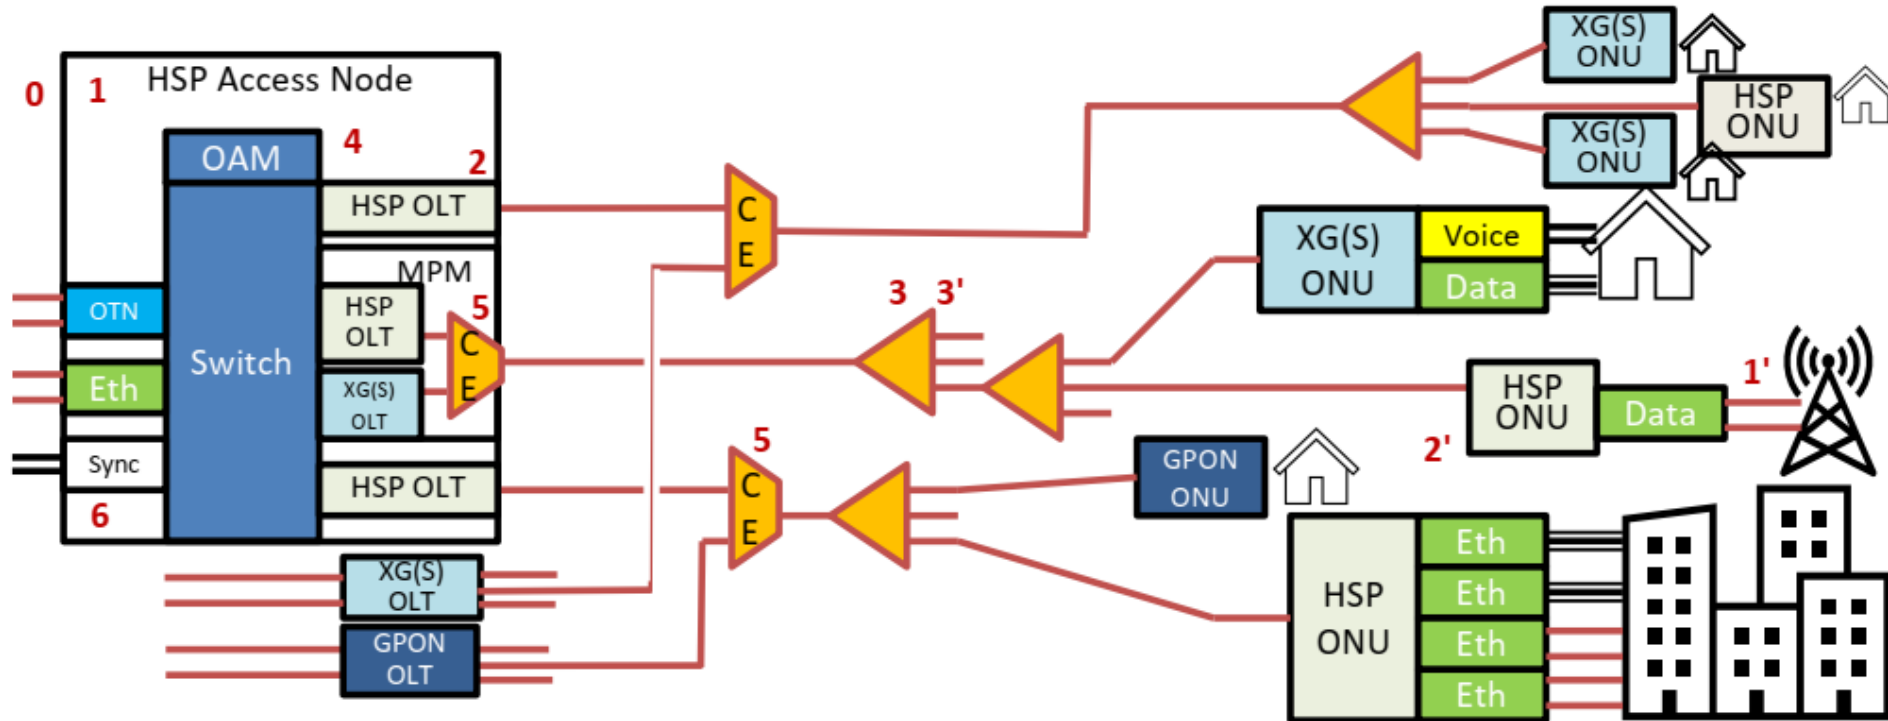 0
1
HSP Access Node
OAM
4
2
HSP OLT
MPM
OTN
HSP
OLT
5
C
E
Switch
Eth
XG(S)
OLT
Sync
6
HSP OLT
XG(S)
OLT
GPON
OLT
C
E
3
3'
5
C
E
XG(S)
ONU
HSP
ONU
XG(S)
ONU
XG(S)
ONU
Voice
Data
HSP
ONU
Data
1'
2'
GPON
ONU
HSP
ONU
Eth
Eth
Eth
Eth